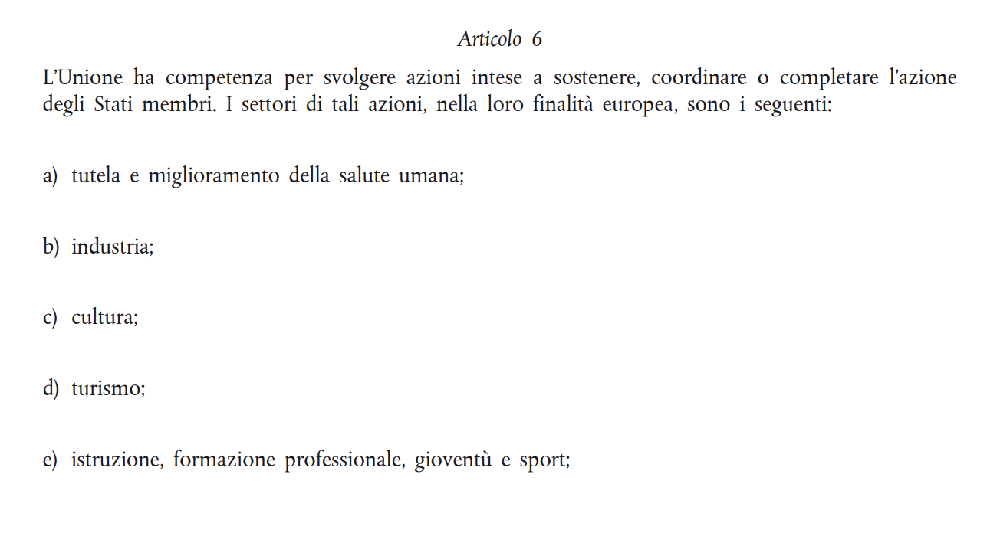 Articolo 6
L’Unione ha competenza per svolgere azioni intese a sostenere, coordinare o completare l’azione
degli Stati membri. I settori di tali azioni, nella loro finalità europea, sono i seguenti:
a) tutela e miglioramento della salute umana;
b) industria;
c) cultura;
d) turismo;
e) istruzione, formazione professionale, gioventù e sport;